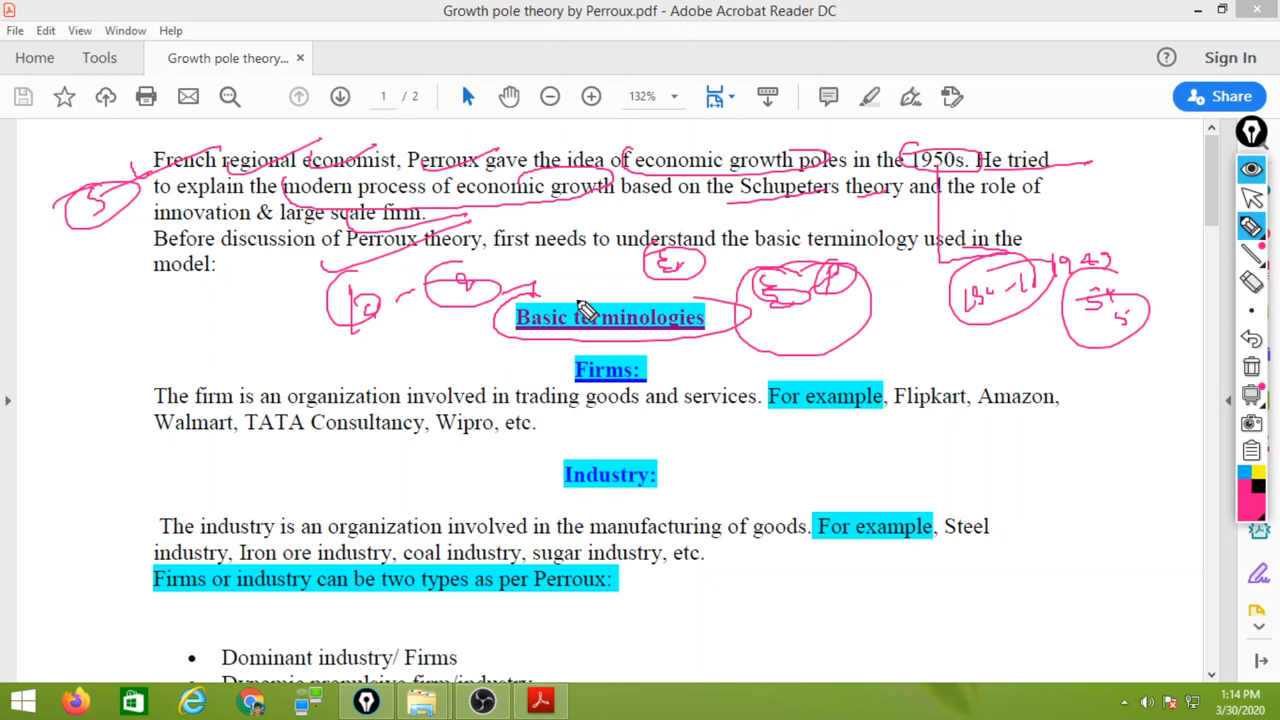 Growth pole theory by Perroux.pdf - Adobe Acrobat Reader DC
File Edit View Window Help
Home Tools Growth pole theory... × Sign In
1 / 2 132% Share
French regional economist, Perroux gave the idea of economic growth poles in the 1950s. He tried
to explain the modern process of economic growth based on the Schupeters theory and the role of
innovation & large scale firm.
Before discussion of Perroux theory, first needs to understand the basic terminology used in the
model:
Basic terminologies
Firms:
The firm is an organization involved in trading goods and services. For example, Flipkart, Amazon,
Walmart, TATA Consultancy, Wipro, etc.
Industry:
The industry is an organization involved in the manufacturing of goods. For example, Steel
industry, Iron ore industry, coal industry, sugar industry, etc.
Firms or industry can be two types as per Perroux:
• Dominant industry/ Firms
Dynamic propulsive firm/industry
1:14 PM
3/30/2020